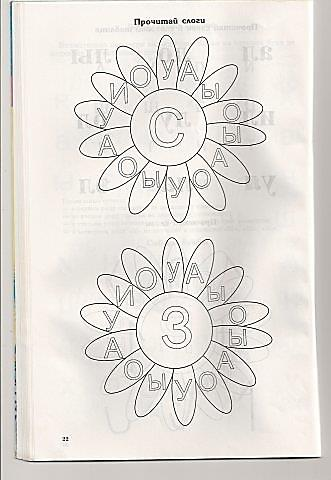 Прочитай слоги
У А Ы О Ы А О У Ы О А У И О
С
У А Ы О Ы А О У Ы О А У И О
З
22